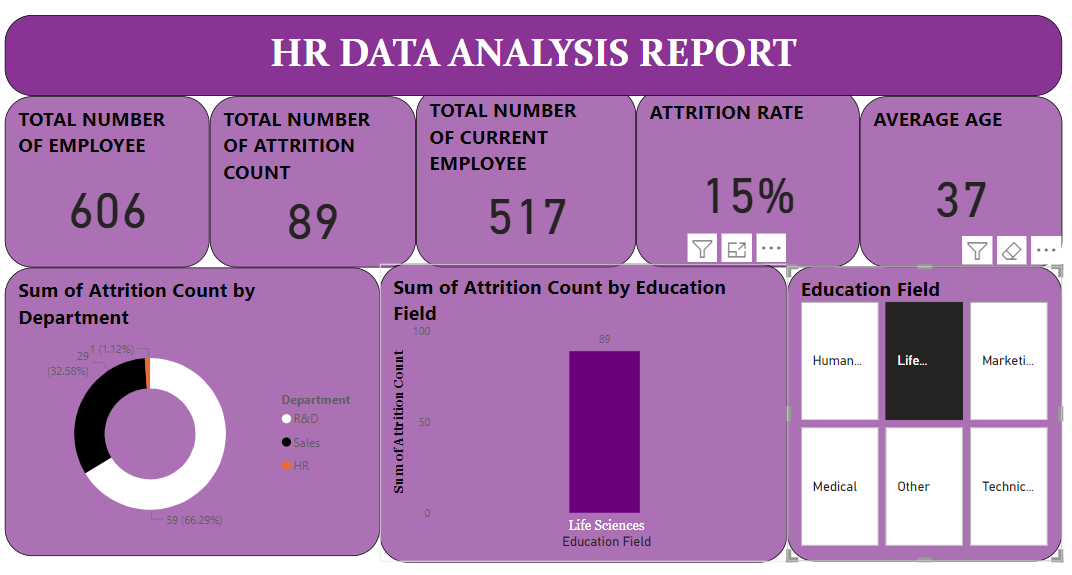 HR DATA ANALYSIS REPORT
TOTAL NUMBER
OF EMPLOYEE
606
TOTAL NUMBER
OF ATTRITION
COUNT
89
TOTAL NUMBER
OF CURRENT
EMPLOYEE
517
ATTRITION RATE
15%
AVERAGE AGE
37
Sum of Attrition Count by
Department
1 (1.12%)
29
(32.58%)
59 (66.29%)
Department
R&D
Sales
HR
Sum of Attrition Count by Education
Field
Sum of Attrition Count
100
50
0
89
Life Sciences
Education Field
Education Field
Human...
Life...
Marketi...
Medical
Other
Technic...